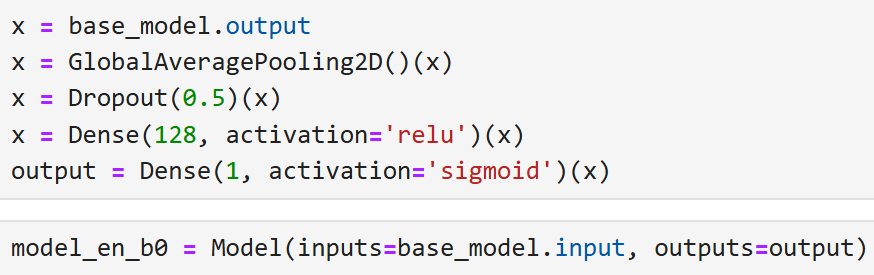 x = base_model.output
x = GlobalAveragePooling2D()(x)
x = Dropout(0.5)(x)
x = Dense(128, activation='relu')(x)
output = Dense(1, activation='sigmoid')(x)
model_en_b0 = Model(inputs=base_model.input, outputs=output)